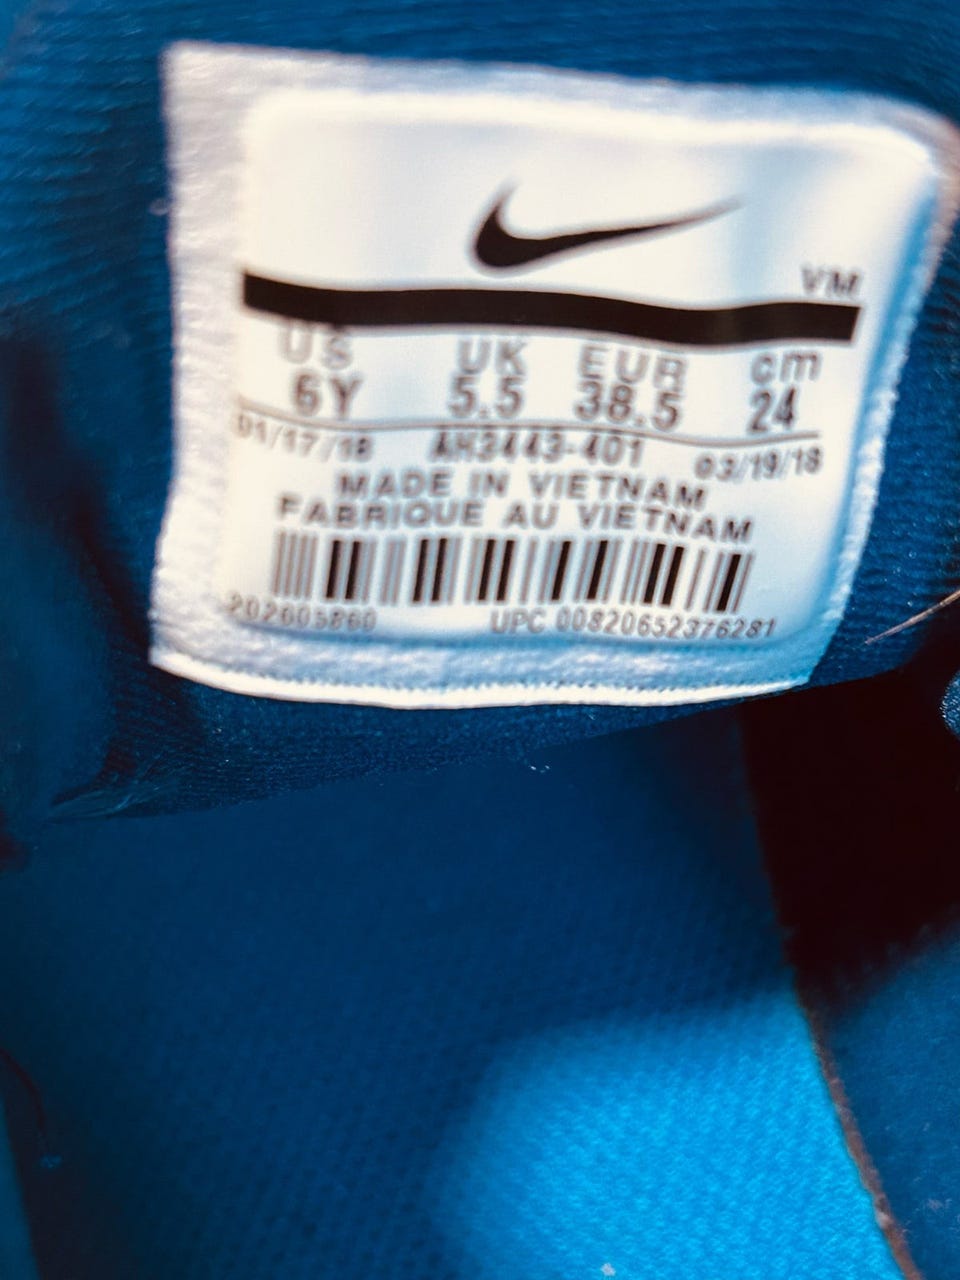 VM
US UK EUR cm
6Y 5.5 38.5 24
01/17/18 AH3443-401 03/19/18
MADE IN VIETNAM
FABRIQUE AU VIETNAM
202605860 UPC 00820652376281